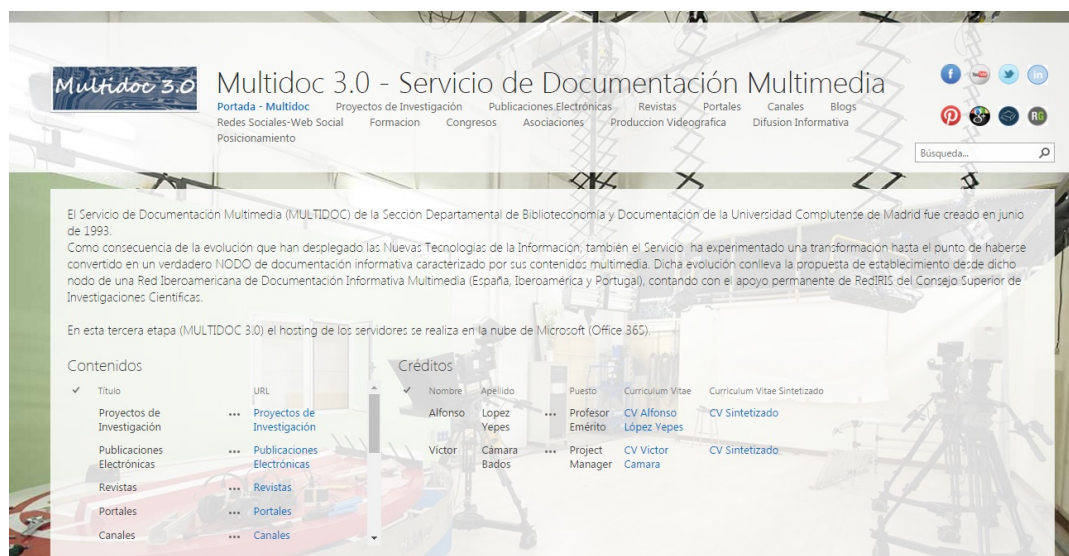 Multidoc 3.0
Multidoc 3.0 - Servicio de Documentación Multimedia
Portada - Multidoc Proyectos de Investigación Publicaciones Electrónicas Revistas Portales Canales Blogs
Redes Sociales-Web Social Formacion Congresos Asociaciones Produccion Videografica Difusion Informativa
Posicionamiento
Búsqueda...
El Servicio de Documentación Multimedia (MULTIDOC) de la Sección Departamental de Biblioteconomía y Documentación de la Universidad Complutense de Madrid fue creado en junio
de 1993.
Como consecuencia de la evolución que han desplegado las Nuevas Tecnologías de la Información, también el Servicio ha experimentado una transformación hasta el punto de haberse
convertido en un verdadero NODO de documentación informativa caracterizado por sus contenidos multimedia. Dicha evolución conlleva la propuesta de establecimiento desde dicho
nodo de una Red Iberoamericana de Documentación Informativa Multimedia (España, Iberoamérica y Portugal), contando con el apoyo permanente de RedIRIS del Consejo Superior de
Investigaciones Científicas.
En esta tercera etapa (MULTIDOC 3.0) el hosting de los servidores se realiza en la nube de Microsoft (Office 365).
Contenidos
Título URL
Proyectos de
Investigación ... Proyectos de
Investigación
Publicaciones
Electrónicas ... Publicaciones
Electrónicas
Revistas ... Revistas
Portales ... Portales
Canales ... Canales
Créditos
Nombre Apellido Puesto Curriculum Vitae Curriculum Vitae Sintetizado
Alfonso Lopez ... Profesor CV Alfonso CV Sintetizado
Yepes Emérito López Yepes
Víctor Cámara ... Project CV Victor CV Sintetizado
Bados Manager Camara